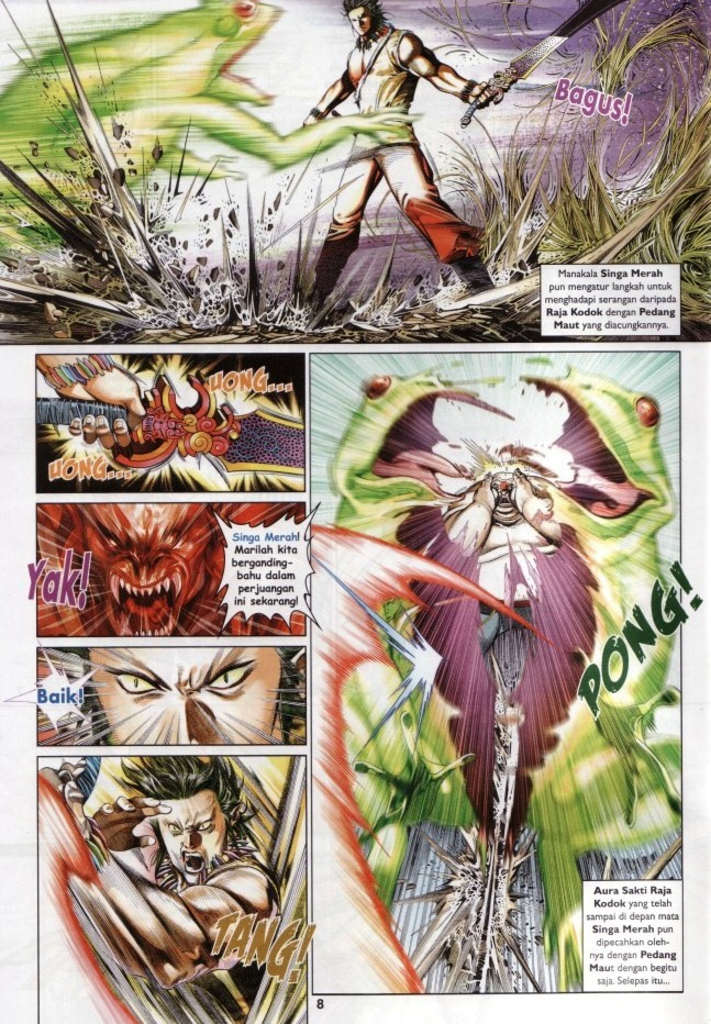 Bagus!
Manakala Singa Merah
pun mengatur langkah untuk
menghadapi serangan daripada
Raja Kodok dengan Pedang
Maut yang diacungkannya.
UONG...
UONG...
Yak!
Singa Merah!
Marilah kita
berganding-
bahu dalam
perjuangan
ini sekarang!
Baik!
TANG!
PONG!
Aura Sakti Raja
Kodok yang telah
sampai di depan mata
Singa Merah pun
dipecahkan oleh-
nya dengan Pedang
Maut dengan begitu
saja. Selepas itu...
8